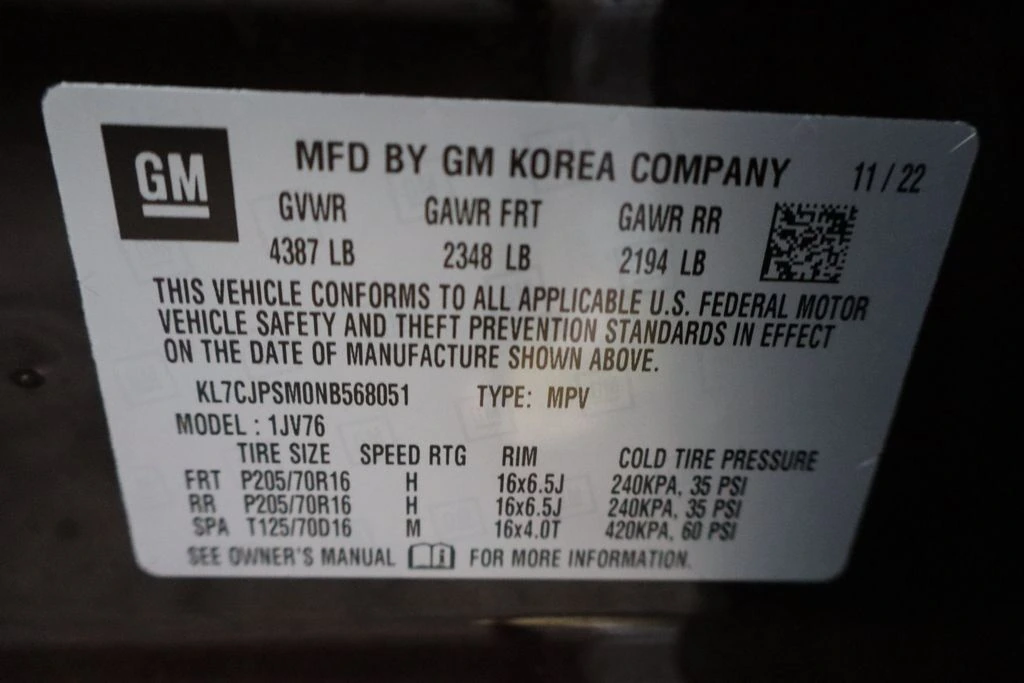 GM
MFD BY GM KOREA COMPANY 11/22
GVWR GAWR FRT GAWR RR
4387 LB 2348 LB 2194 LB
THIS VEHICLE CONFORMS TO ALL APPLICABLE U.S. FEDERAL MOTOR
VEHICLE SAFETY AND THEFT PREVENTION STANDARDS IN EFFECT
ON THE DATE OF MANUFACTURE SHOWN ABOVE.
KL7CJPSM0NB568051 TYPE: MPV
MODEL : 1JV76
TIRE SIZE SPEED RTG RIM COLD TIRE PRESSURE
FRT P205/70R16 H 16x6.5J 240KPA, 35 PSI
RR P205/70R16 H 16x6.5J 240KPA, 35 PSI
SPA T125/70D16 M 16x4.0T 420KPA, 60 PSI
SEE OWNER'S MANUAL i FOR MORE INFORMATION.